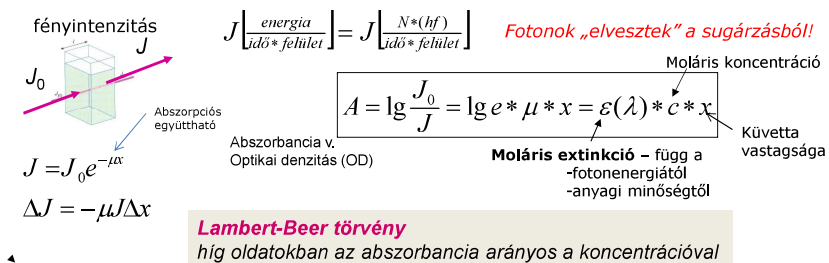 fényintenzitás
J₀
J
J[energia / idő * felület] = J[N*(hf) / idő * felület]
Fotonok „elvesztek” a sugárzásból!
Moláris koncentráció
A = lg J₀/J = lg e * μ * x = ε(λ) * c * x
Abszorpciós
együttható
Abszorbancia v.
Optikai denzitás (OD)
Moláris extinkció – függ a
-fotonenergiától
-anyagi minőségtől
Küvetta
vastagsága
J = J₀e^(-μx)
ΔJ = -μJΔx
Lambert-Beer törvény
híg oldatokban az abszorbancia arányos a koncentrációval